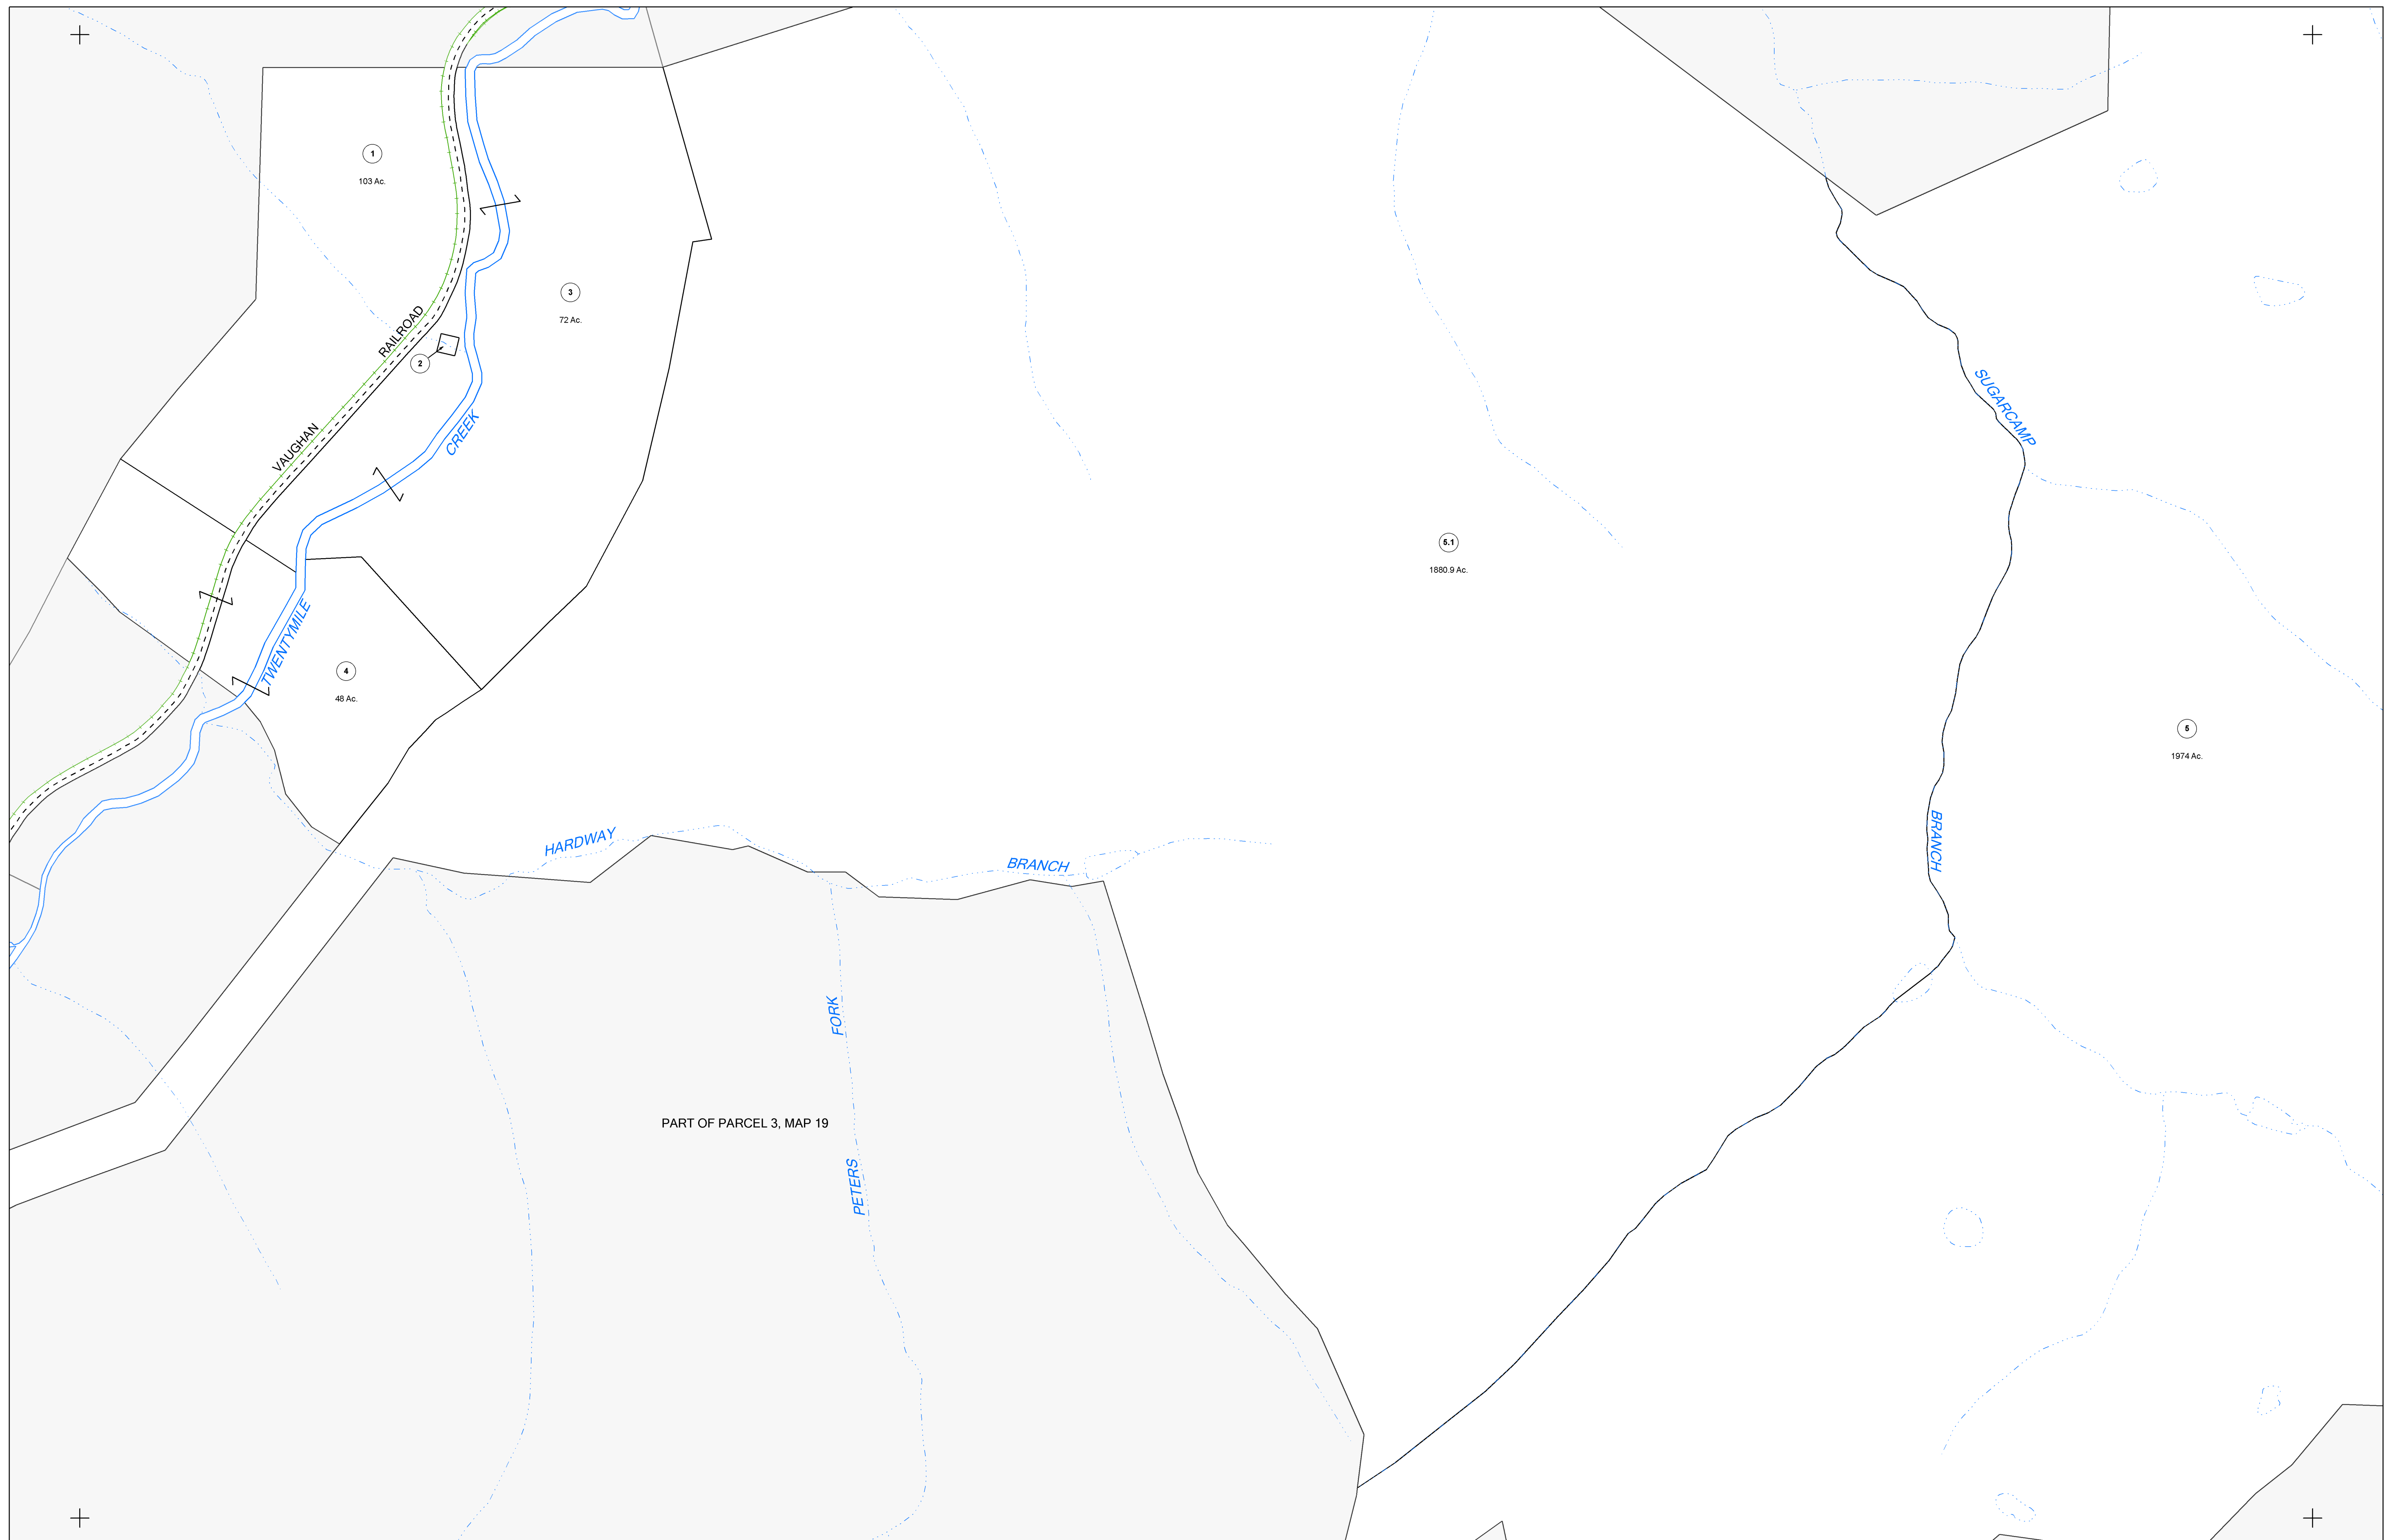 1
103 Ac.
3
72 Ac.
RAILROAD
2
VAUGHAN
CREEK
SUGARCAMP
5.1
1880.9 Ac.
TWENTYMILE
4
48 Ac.
5
1974 Ac.
HARDWAY
BRANCH
BRANCH
FORK
PART OF PARCEL 3, MAP 19
PETERS